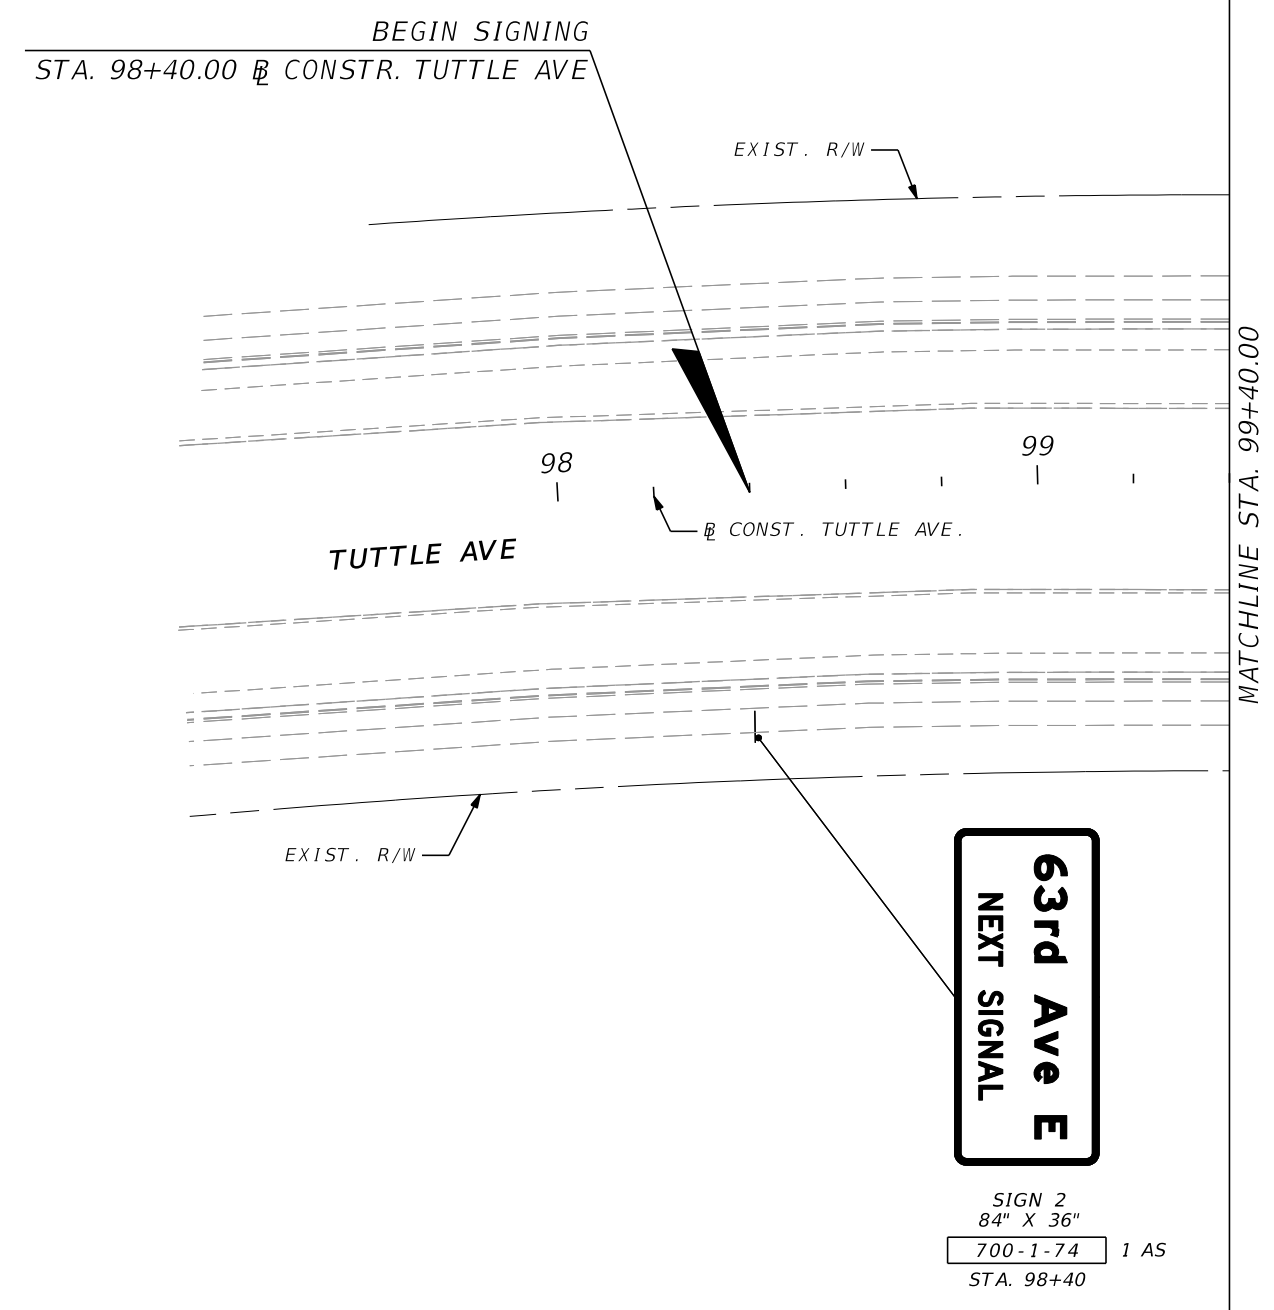 BEGIN SIGNING
STA. 98+40.00 BL CONSTR. TUTTLE AVE
EXIST. R/W
MATCHLINE STA. 99+40.00
98
99
BL CONST. TUTTLE AVE.
TUTTLE AVE
EXIST. R/W
63rd Ave E
NEXT SIGNAL
SIGN 2
84" X 36"
700-1-74 1 AS
STA. 98+40